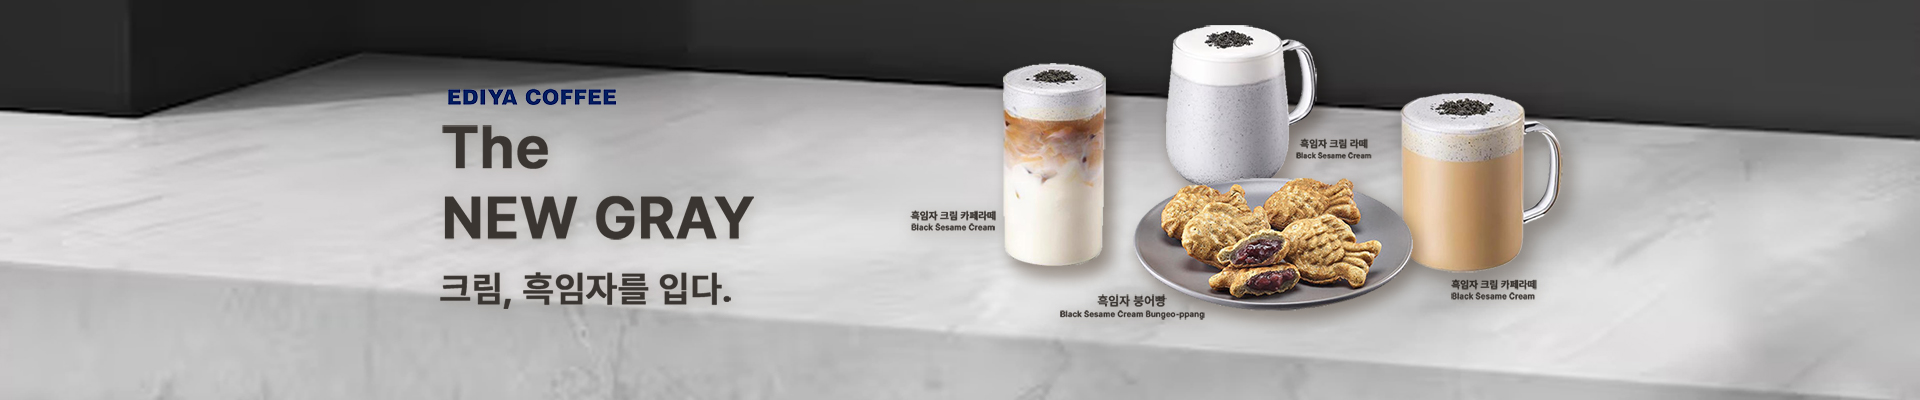 EDIYA COFFEE
The
NEW GRAY
크림, 흑임자를 입다.
흑임자 크림 카페라떼
Black Sesame Cream
흑임자 크림 라떼
Black Sesame Cream
흑임자 붕어빵
Black Sesame Cream Bungeo-ppang
흑임자 크림 카페라떼
Black Sesame Cream